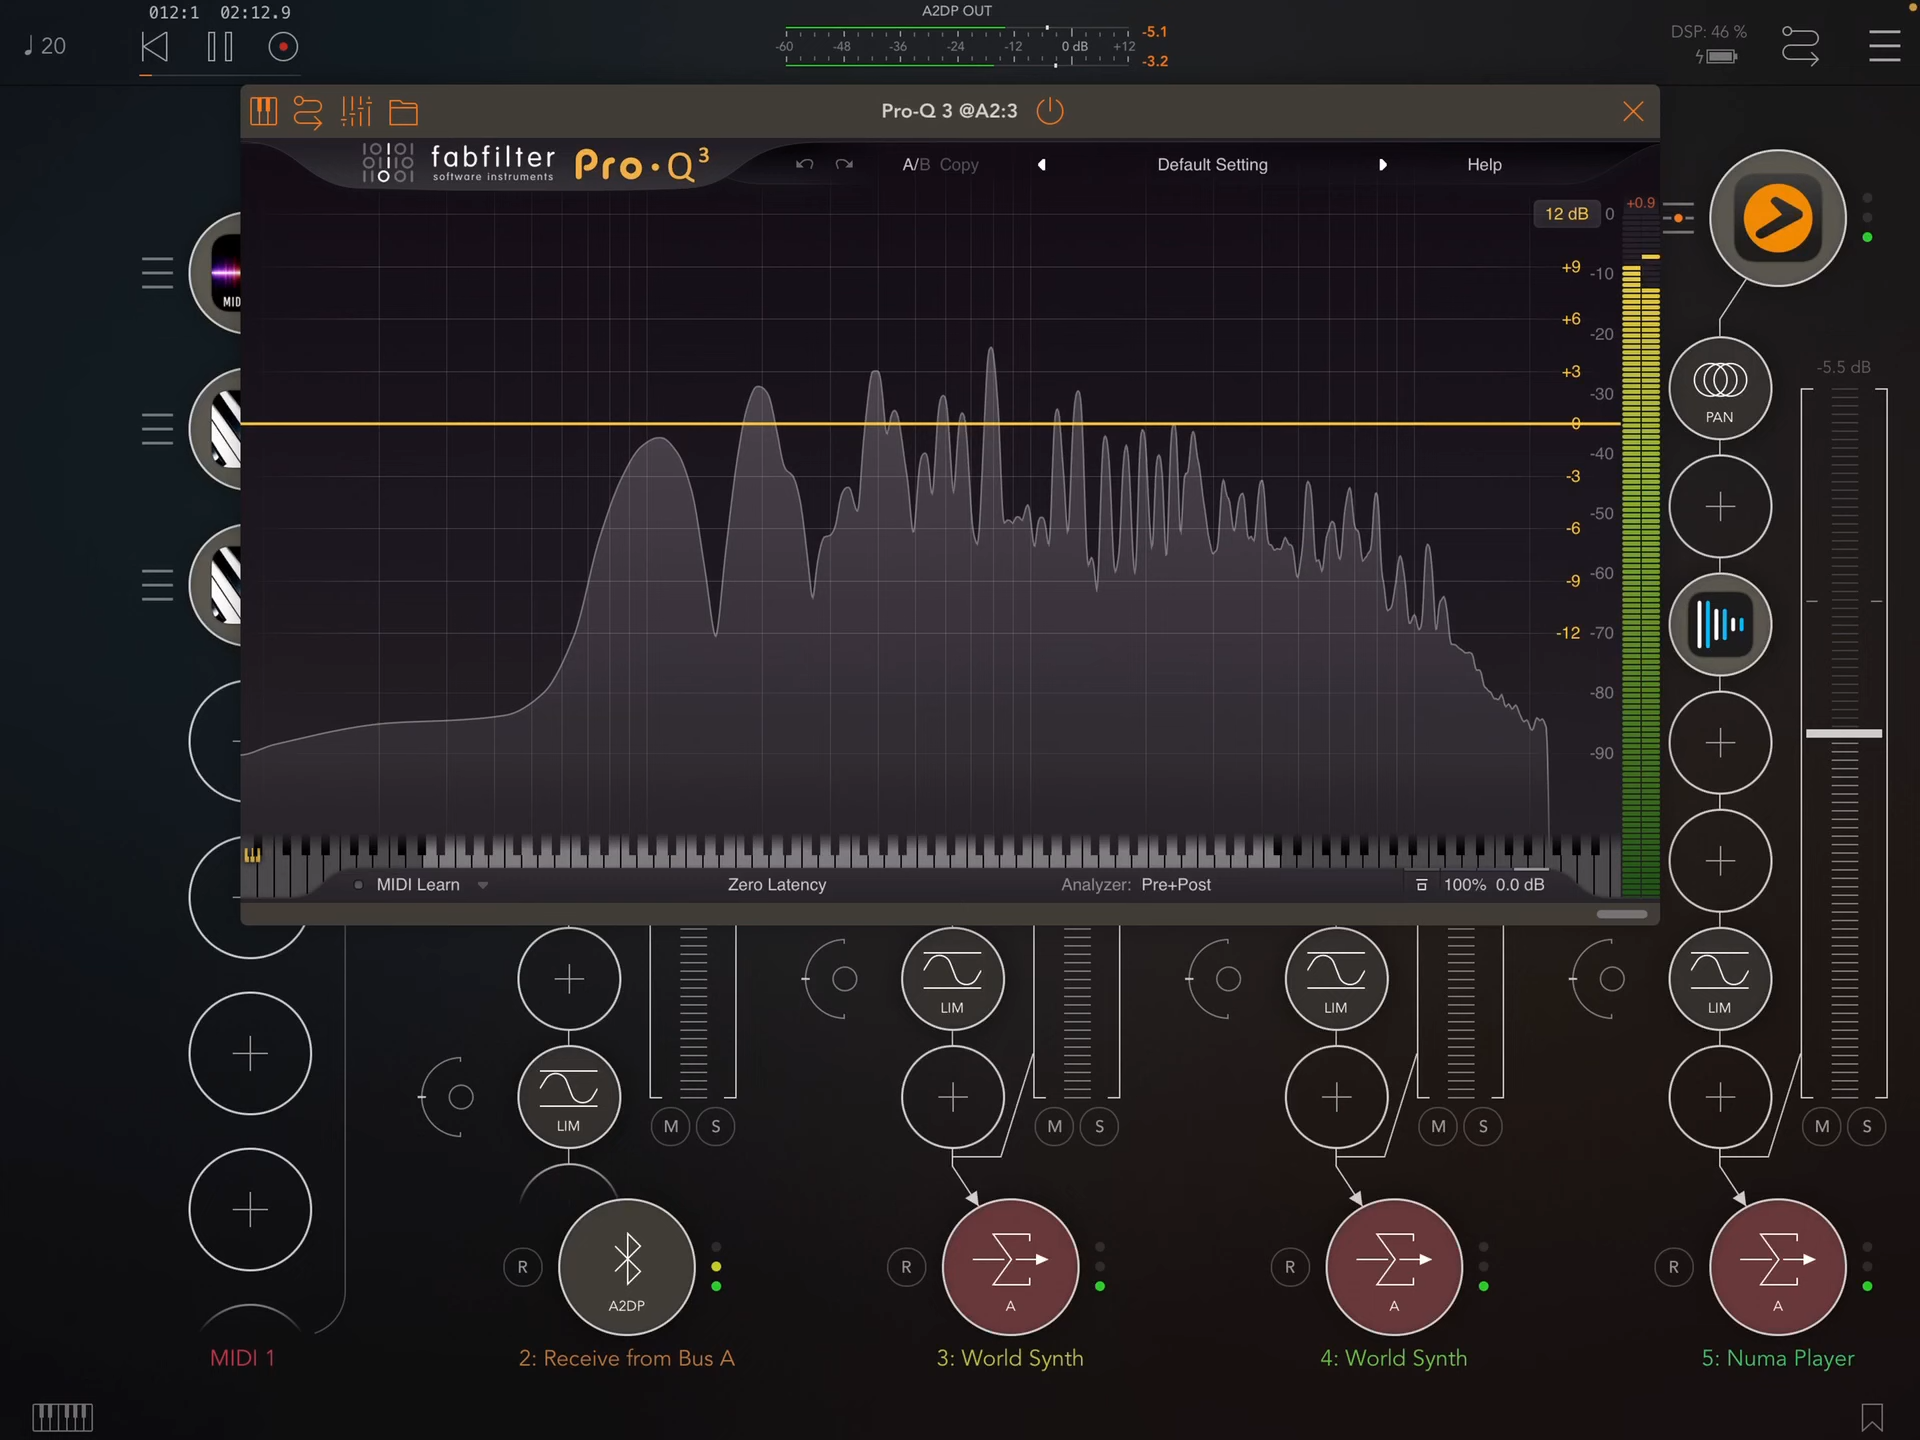 012:1 02:12.9
♩20
A2DP OUT
-60 -48 -36 -24 -12 0 dB +12
-5.1
-3.2
DSP: 46 %
Pro-Q 3 @A2:3
fabfilter
software instruments
Pro·Q3
A/B Copy
Default Setting
Help
12 dB 0
+0.9
+9 -10
+6 -20
+3 -30
0 -40
-3
-6 -50
-9 -60
-12 -70
-80
-90
MIDI Learn
Zero Latency
Analyzer: Pre+Post
100% 0.0 dB
MID
PAN
-5.5 dB
LIM
LIM
LIM
LIM
M S
M S
M S
M S
R A2DP
R A
R A
R A
MIDI 1
2: Receive from Bus A
3: World Synth
4: World Synth
5: Numa Player